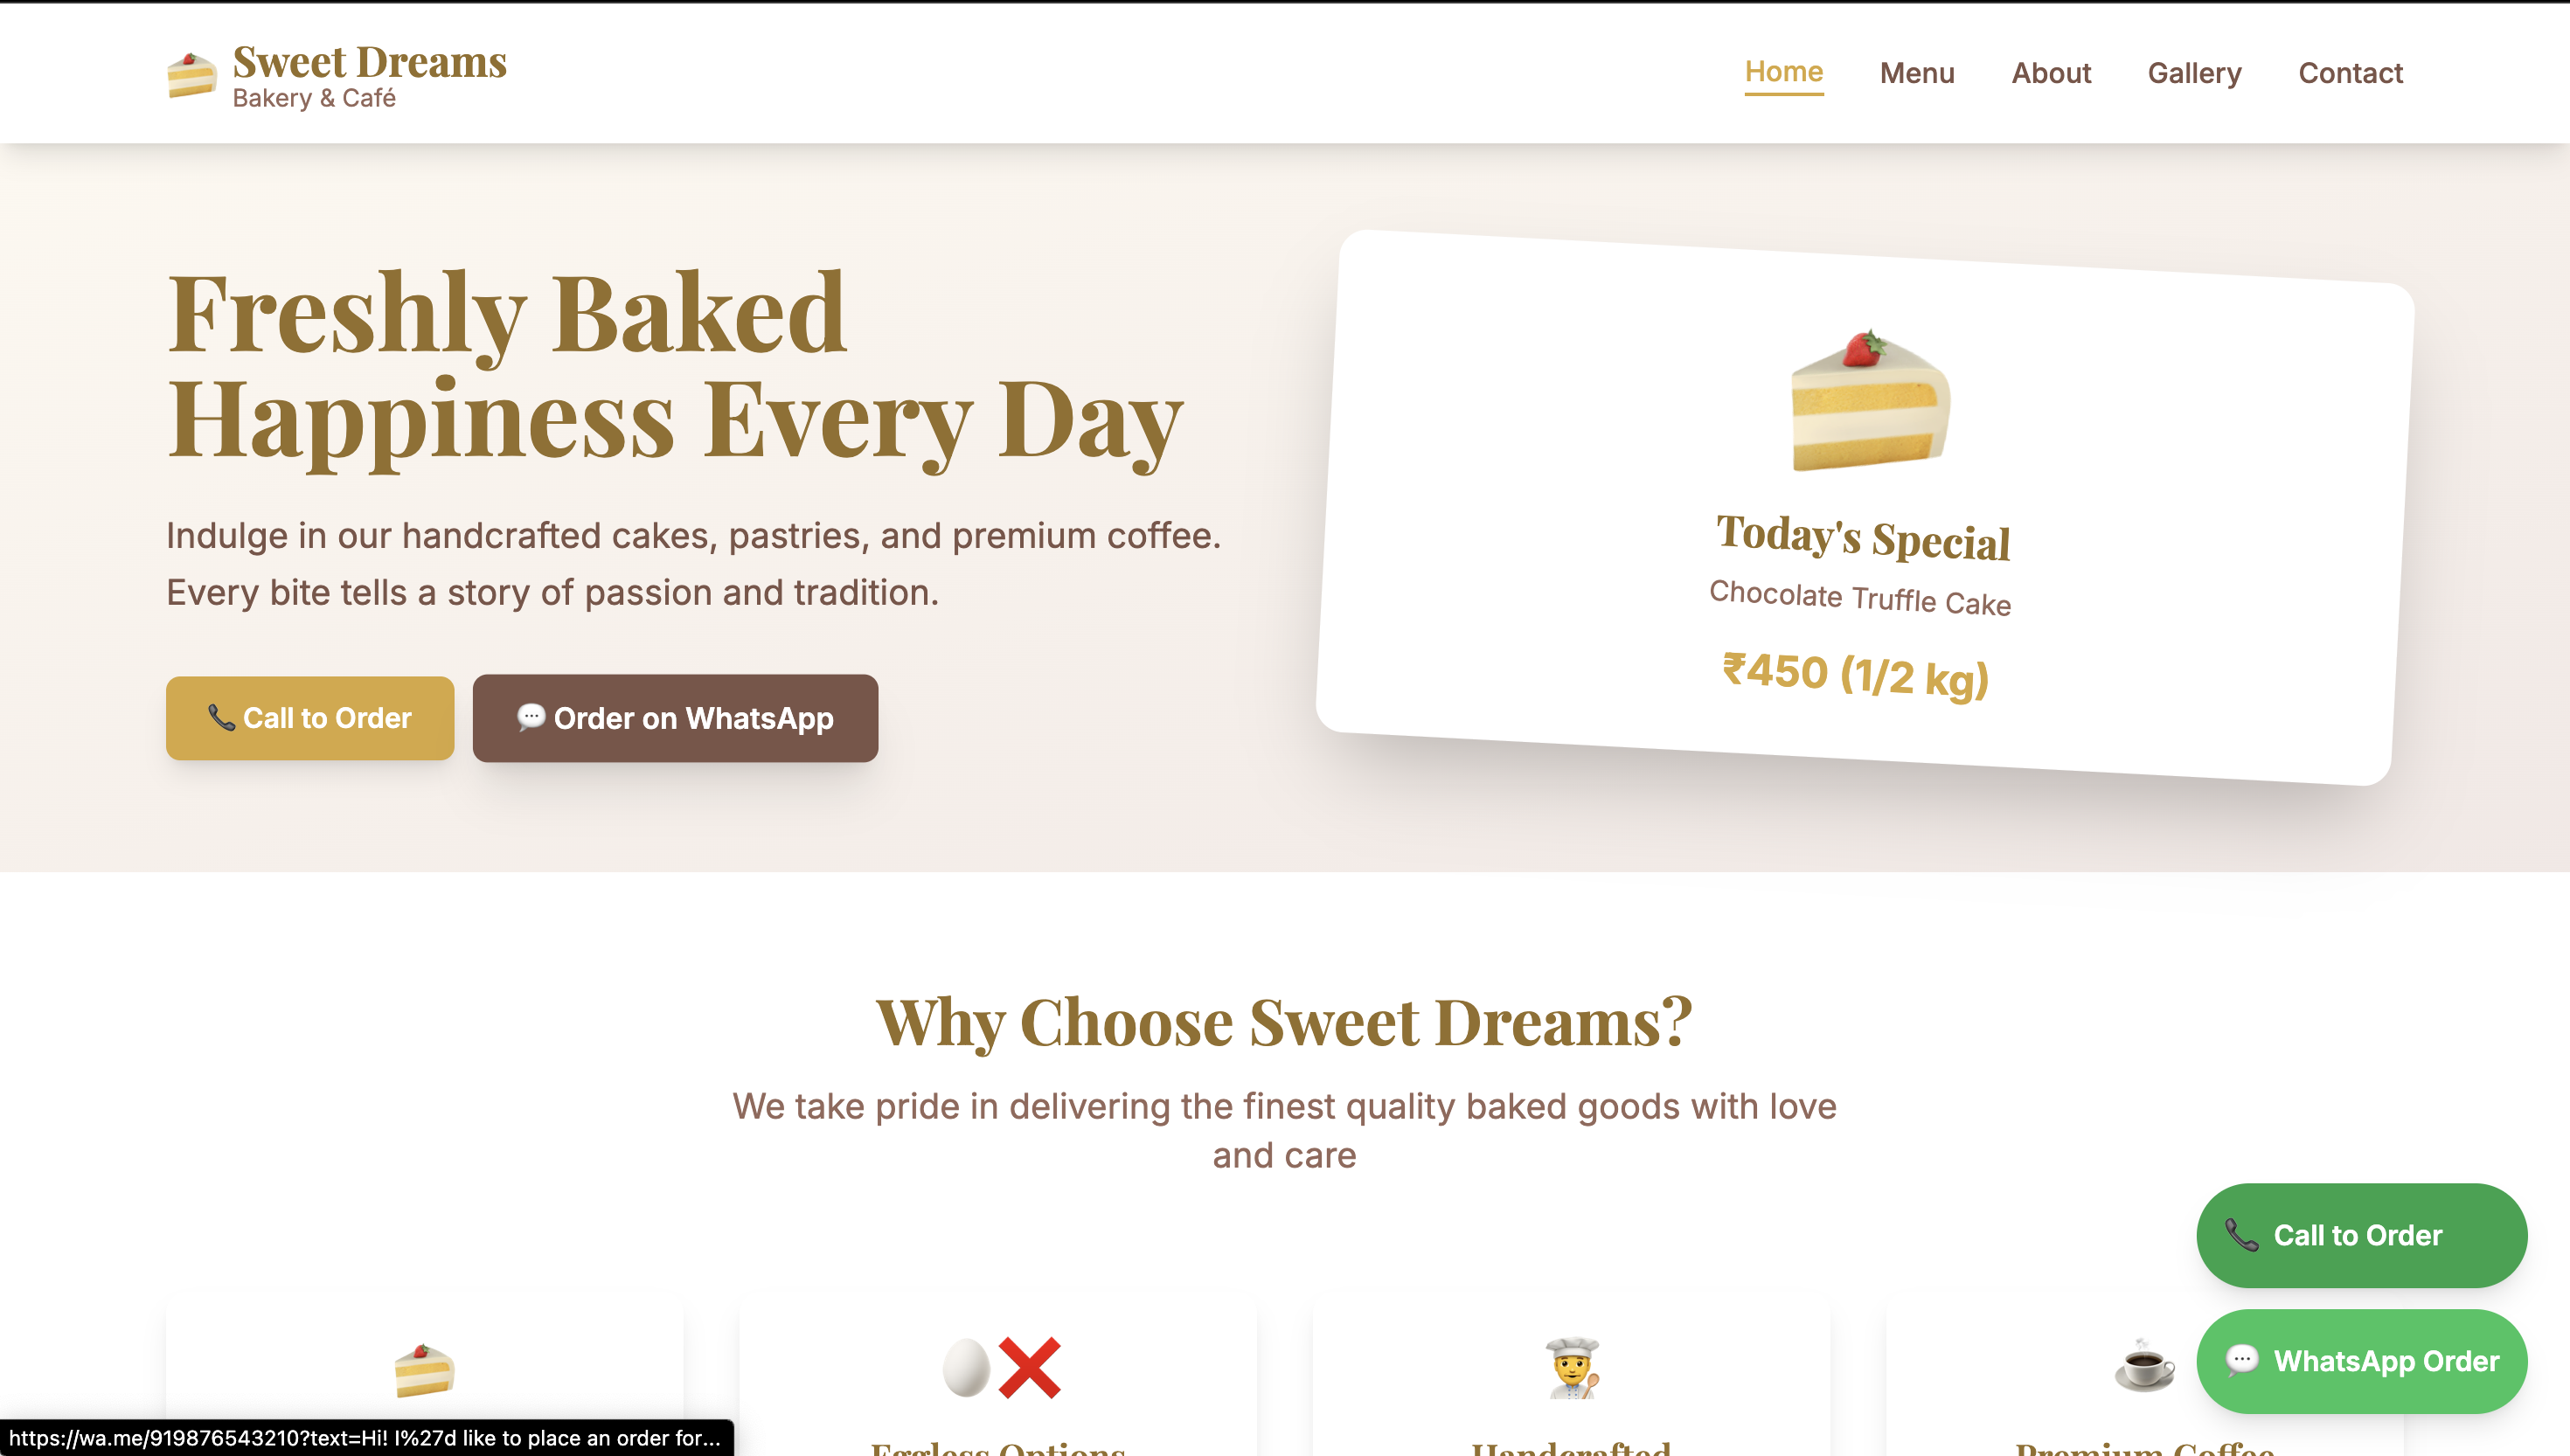 Sweet Dreams
Bakery & Café
Home
Menu
About
Gallery
Contact
Freshly Baked
Happiness Every Day
Indulge in our handcrafted cakes, pastries, and premium coffee.
Every bite tells a story of passion and tradition.
Call to Order
Order on WhatsApp
Today's Special
Chocolate Truffle Cake
₹450 (1/2 kg)
Why Choose Sweet Dreams?
We take pride in delivering the finest quality baked goods with love
and care
Call to Order
WhatsApp Order
Eggless Options
Handcrafted
Premium Coffee
https://wa.me/919876543210?text=Hi! I%27d like to place an order for...